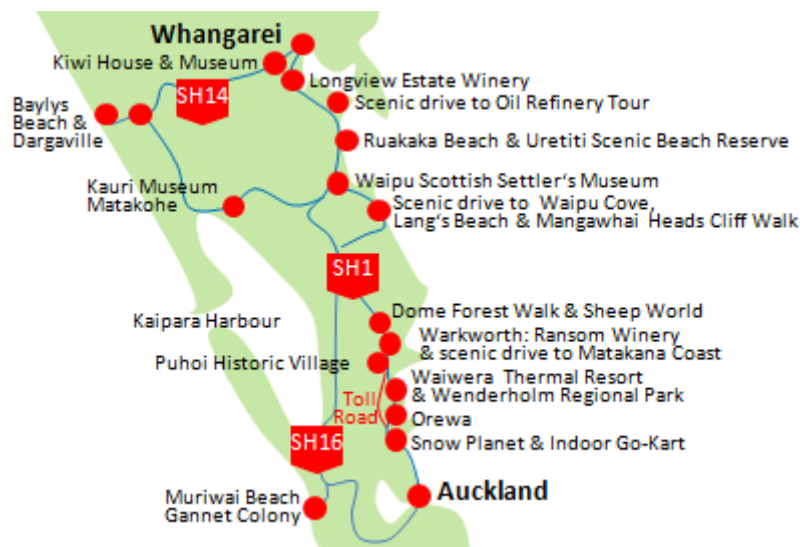 Whangarei
Kiwi House & Museum
SH14
Longview Estate Winery
Baylys
Beach &
Dargaville
Scenic drive to Oil Refinery Tour
Ruakaka Beach & Uretiti Scenic Beach Reserve
Kauri Museum
Matakohe
Waipu Scottish Settler's Museum
Scenic drive to Waipu Cove,
Lang's Beach & Mangawhai Heads Cliff Walk
SH1
Kaipara Harbour
Dome Forest Walk & Sheep World
Warkworth: Ransom Winery
& scenic drive to Matakana Coast
Puhoi Historic Village
Waiwera Thermal Resort
& Wenderholm Regional Park
Toll
Road
Orewa
SH16
Snow Planet & Indoor Go-Kart
Muriwai Beach
Gannet Colony
Auckland